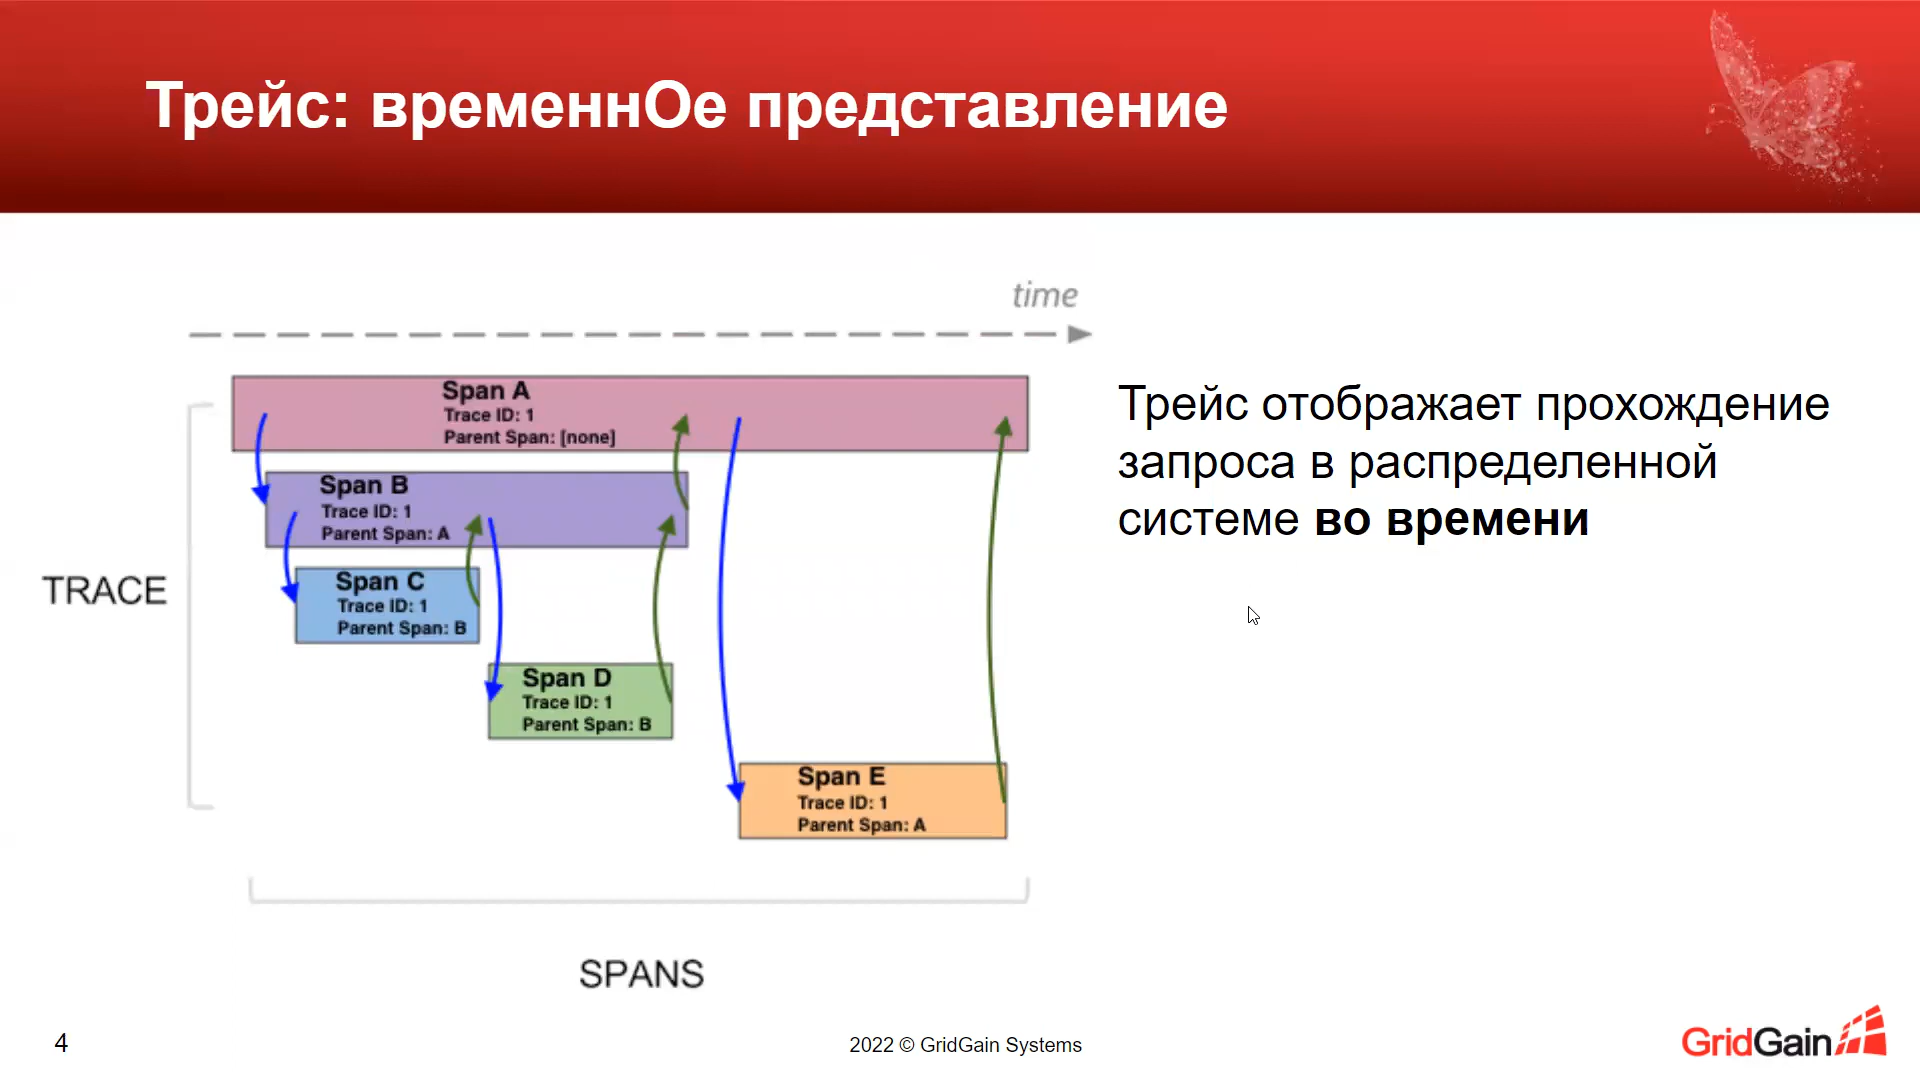 Трейс: временнОе представление
time
Span A
Trace ID: 1
Parent Span: [none]
Span B
Trace ID: 1
Parent Span: A
Span C
Trace ID: 1
Parent Span: B
Span D
Trace ID: 1
Parent Span: B
Span E
Trace ID: 1
Parent Span: A
TRACE
SPANS
Трейс отображает прохождение
запроса в распределенной
системе во времени
4
2022 © GridGain Systems
GridGain